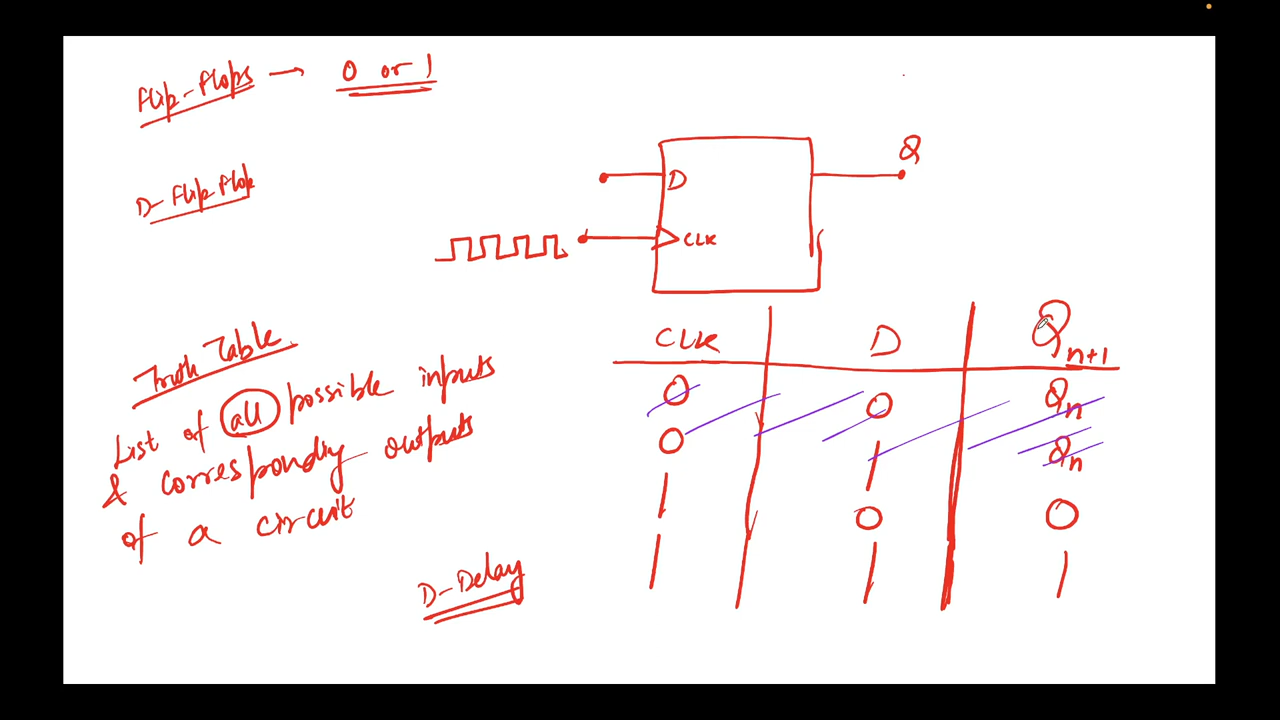 Flip-Flops → 0 or 1
D-Flip Flop
Q
D
CLK
Truth Table
List of all possible inputs
& corresponding outputs
of a circuit
D-Delay
CLK D Qn+1
0 0 Qn
0 1 Qn
1 0 0
1 1 1